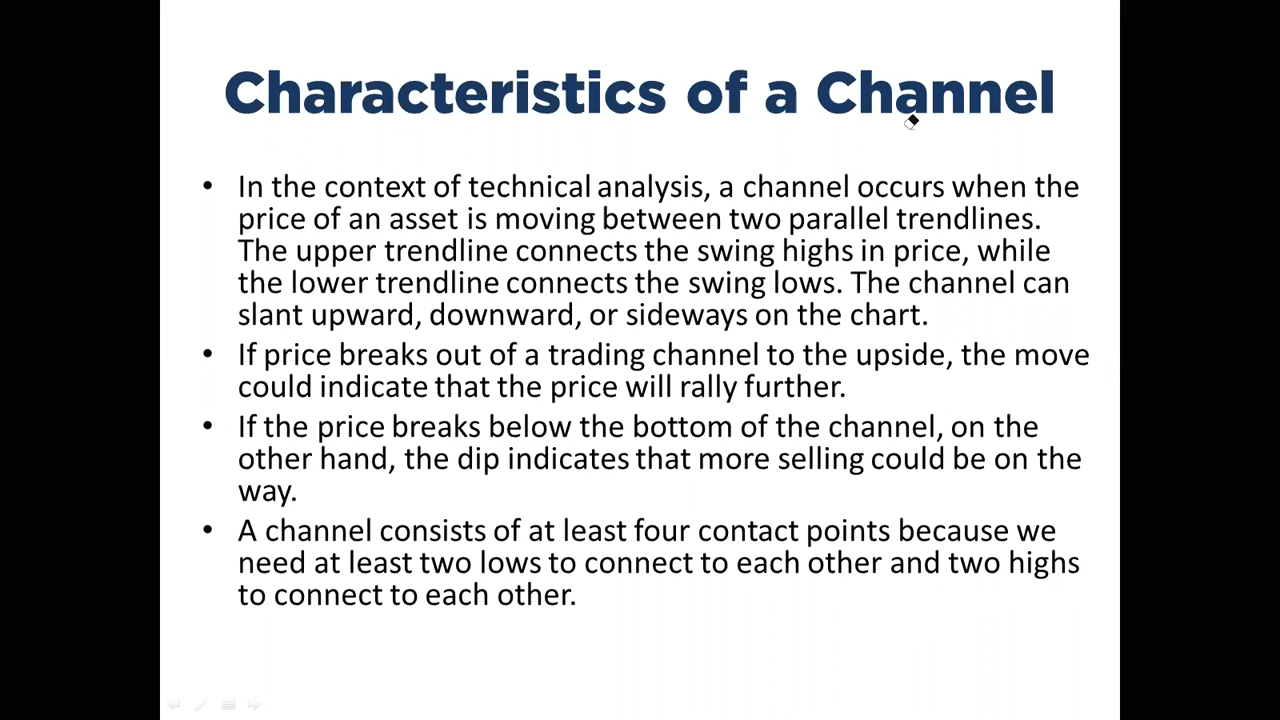 Characteristics of a Channel
• In the context of technical analysis, a channel occurs when the
price of an asset is moving between two parallel trendlines.
The upper trendline connects the swing highs in price, while
the lower trendline connects the swing lows. The channel can
slant upward, downward, or sideways on the chart.
• If price breaks out of a trading channel to the upside, the move
could indicate that the price will rally further.
• If the price breaks below the bottom of the channel, on the
other hand, the dip indicates that more selling could be on the
way.
• A channel consists of at least four contact points because we
need at least two lows to connect to each other and two highs
to connect to each other.